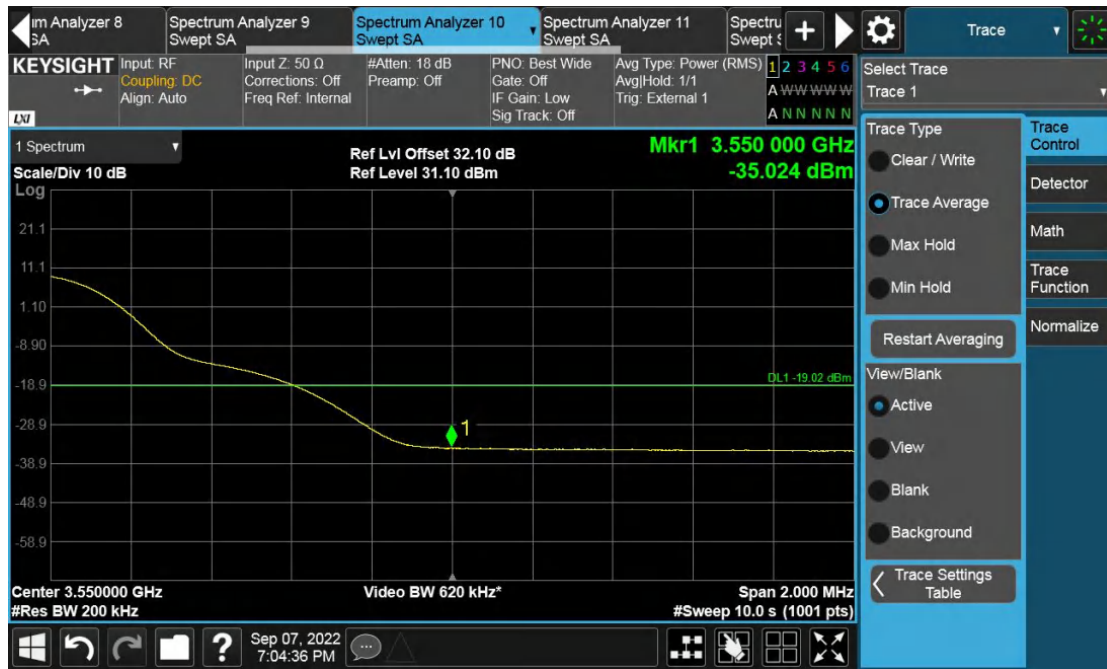 um Analyzer 8
SA
Spectrum Analyzer 9
Swept SA
Spectrum Analyzer 10
Swept SA
Spectrum Analyzer 11
Swept SA
Spectru
Swept S
+
Trace
KEYSIGHT
LXI
Input: RF
Coupling: DC
Align: Auto
Input Z: 50 Ω
Corrections: Off
Freq Ref: Internal
#Atten: 18 dB
Preamp: Off
PNO: Best Wide
Gate: Off
IF Gain: Low
Sig Track: Off
Avg Type: Power (RMS)
Avg|Hold: 1/1
Trig: External 1
1 2 3 4 5 6
A W W W W W
A N N N N N
Select Trace
Trace 1
1 Spectrum
Scale/Div 10 dB
Log
Ref Lvl Offset 32.10 dB
Ref Level 31.10 dBm
Mkr1 3.550 000 GHz
-35.024 dBm
21.1
11.1
1.10
-8.90
-18.9
-28.9
-38.9
-48.9
-58.9
DL1 -19.02 dBm
1
Center 3.550000 GHz
#Res BW 200 kHz
Video BW 620 kHz*
Span 2.000 MHz
#Sweep 10.0 s (1001 pts)
Trace Type
Clear / Write
Trace Average
Max Hold
Min Hold
Restart Averaging
View/Blank
Active
View
Blank
Background
Trace Settings
Table
Trace
Control
Detector
Math
Trace
Function
Normalize
?
Sep 07, 2022
7:04:36 PM